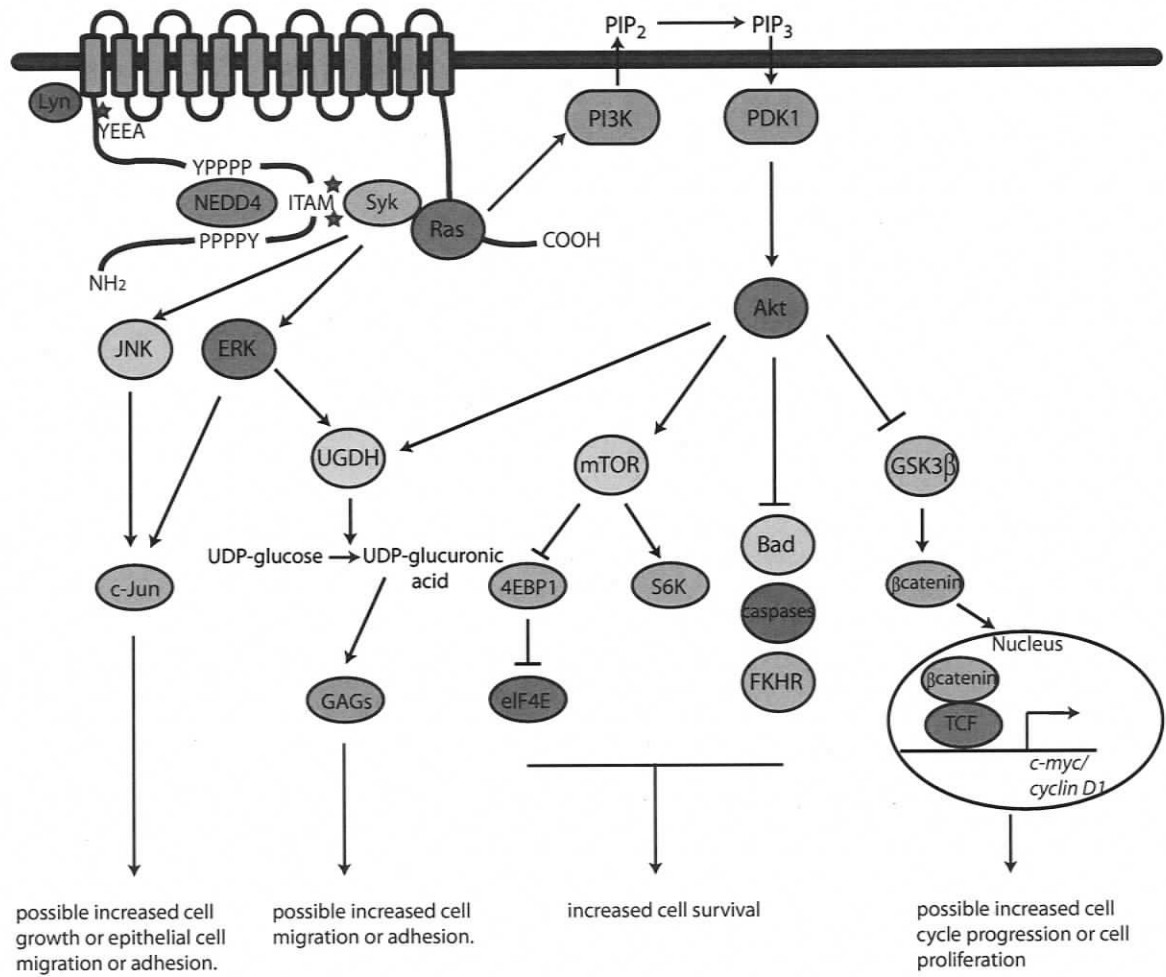 PIP2 PIP3
Lyn
PI3K PDK1
YEEA
YPPPP
NEDD4 ITAM Syk
Ras
PPPPY COOH
NH2
Akt
JNK ERK
UGDH mTOR GSK3β
Bad
UDP-glucose UDP-glucuronic
acid
c-Jun 4EBP1 S6K βcatenin
caspases
Nucleus
βcatenin
FKHR
GAGs eIF4E
TCF
c-myc/
cyclin D1
possible increased cell
growth or epithelial cell
migration or adhesion.
possible increased cell
migration or adhesion.
increased cell survival
possible increased cell
cycle progression or cell
proliferation